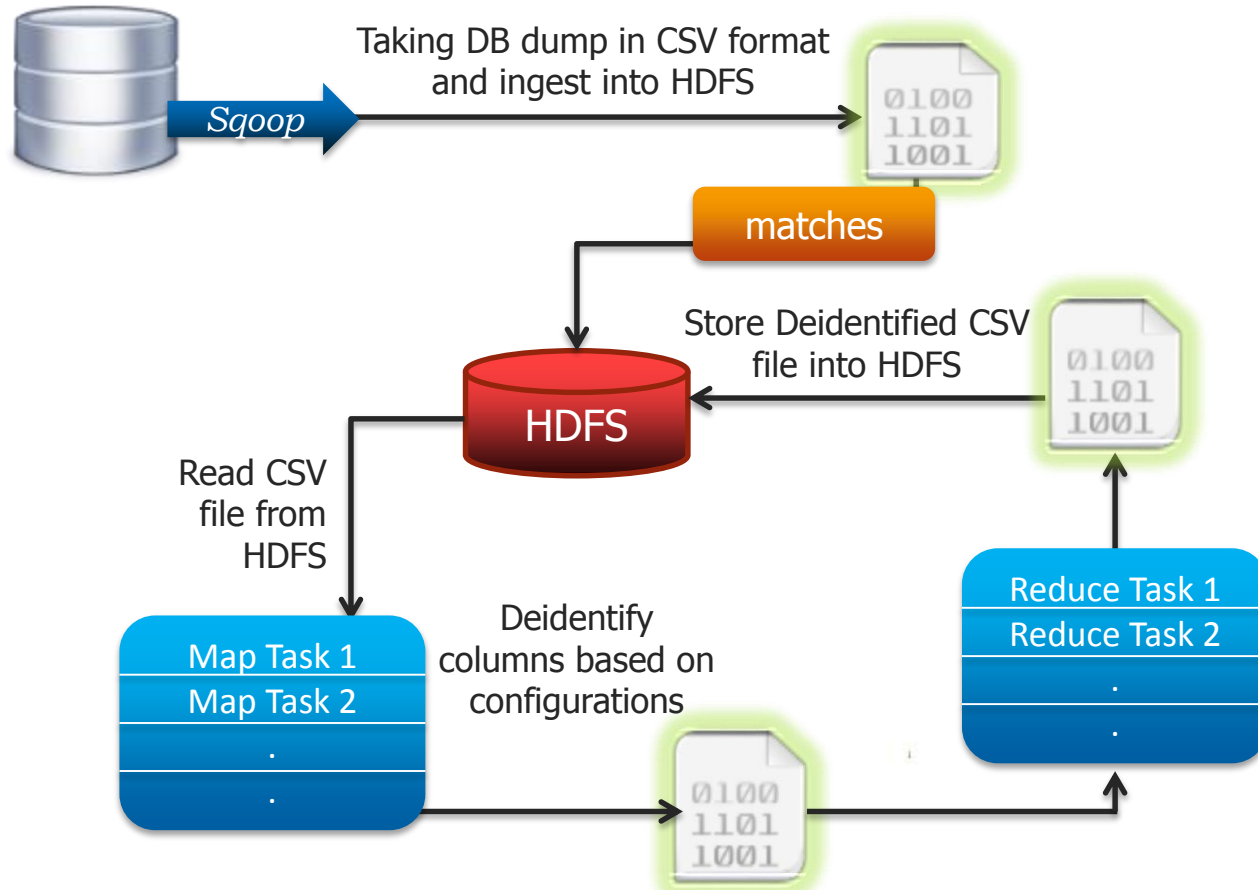 Taking DB dump in CSV format
and ingest into HDFS
Sqoop
0100
1101
1001
matches
Store Deidentified CSV
file into HDFS
0100
1101
1001
HDFS
Read CSV
file from
HDFS
Reduce Task 1
Reduce Task 2
.
.
Deidentify
columns based on
configurations
Map Task 1
Map Task 2
.
.
0100
1101
1001